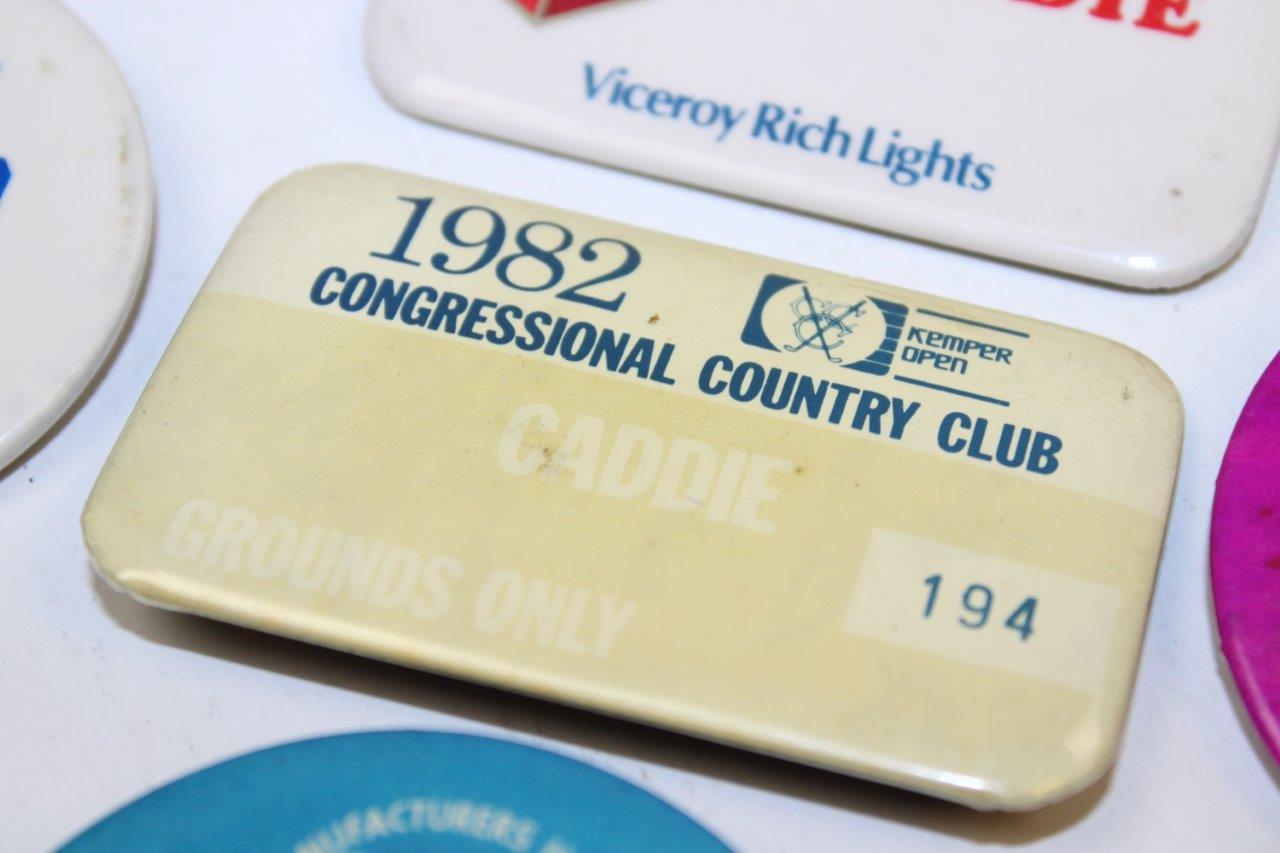 Viceroy Rich Lights
1982
KEMPER
OPEN
CONGRESSIONAL COUNTRY CLUB
CADDIE
GROUNDS ONLY
194